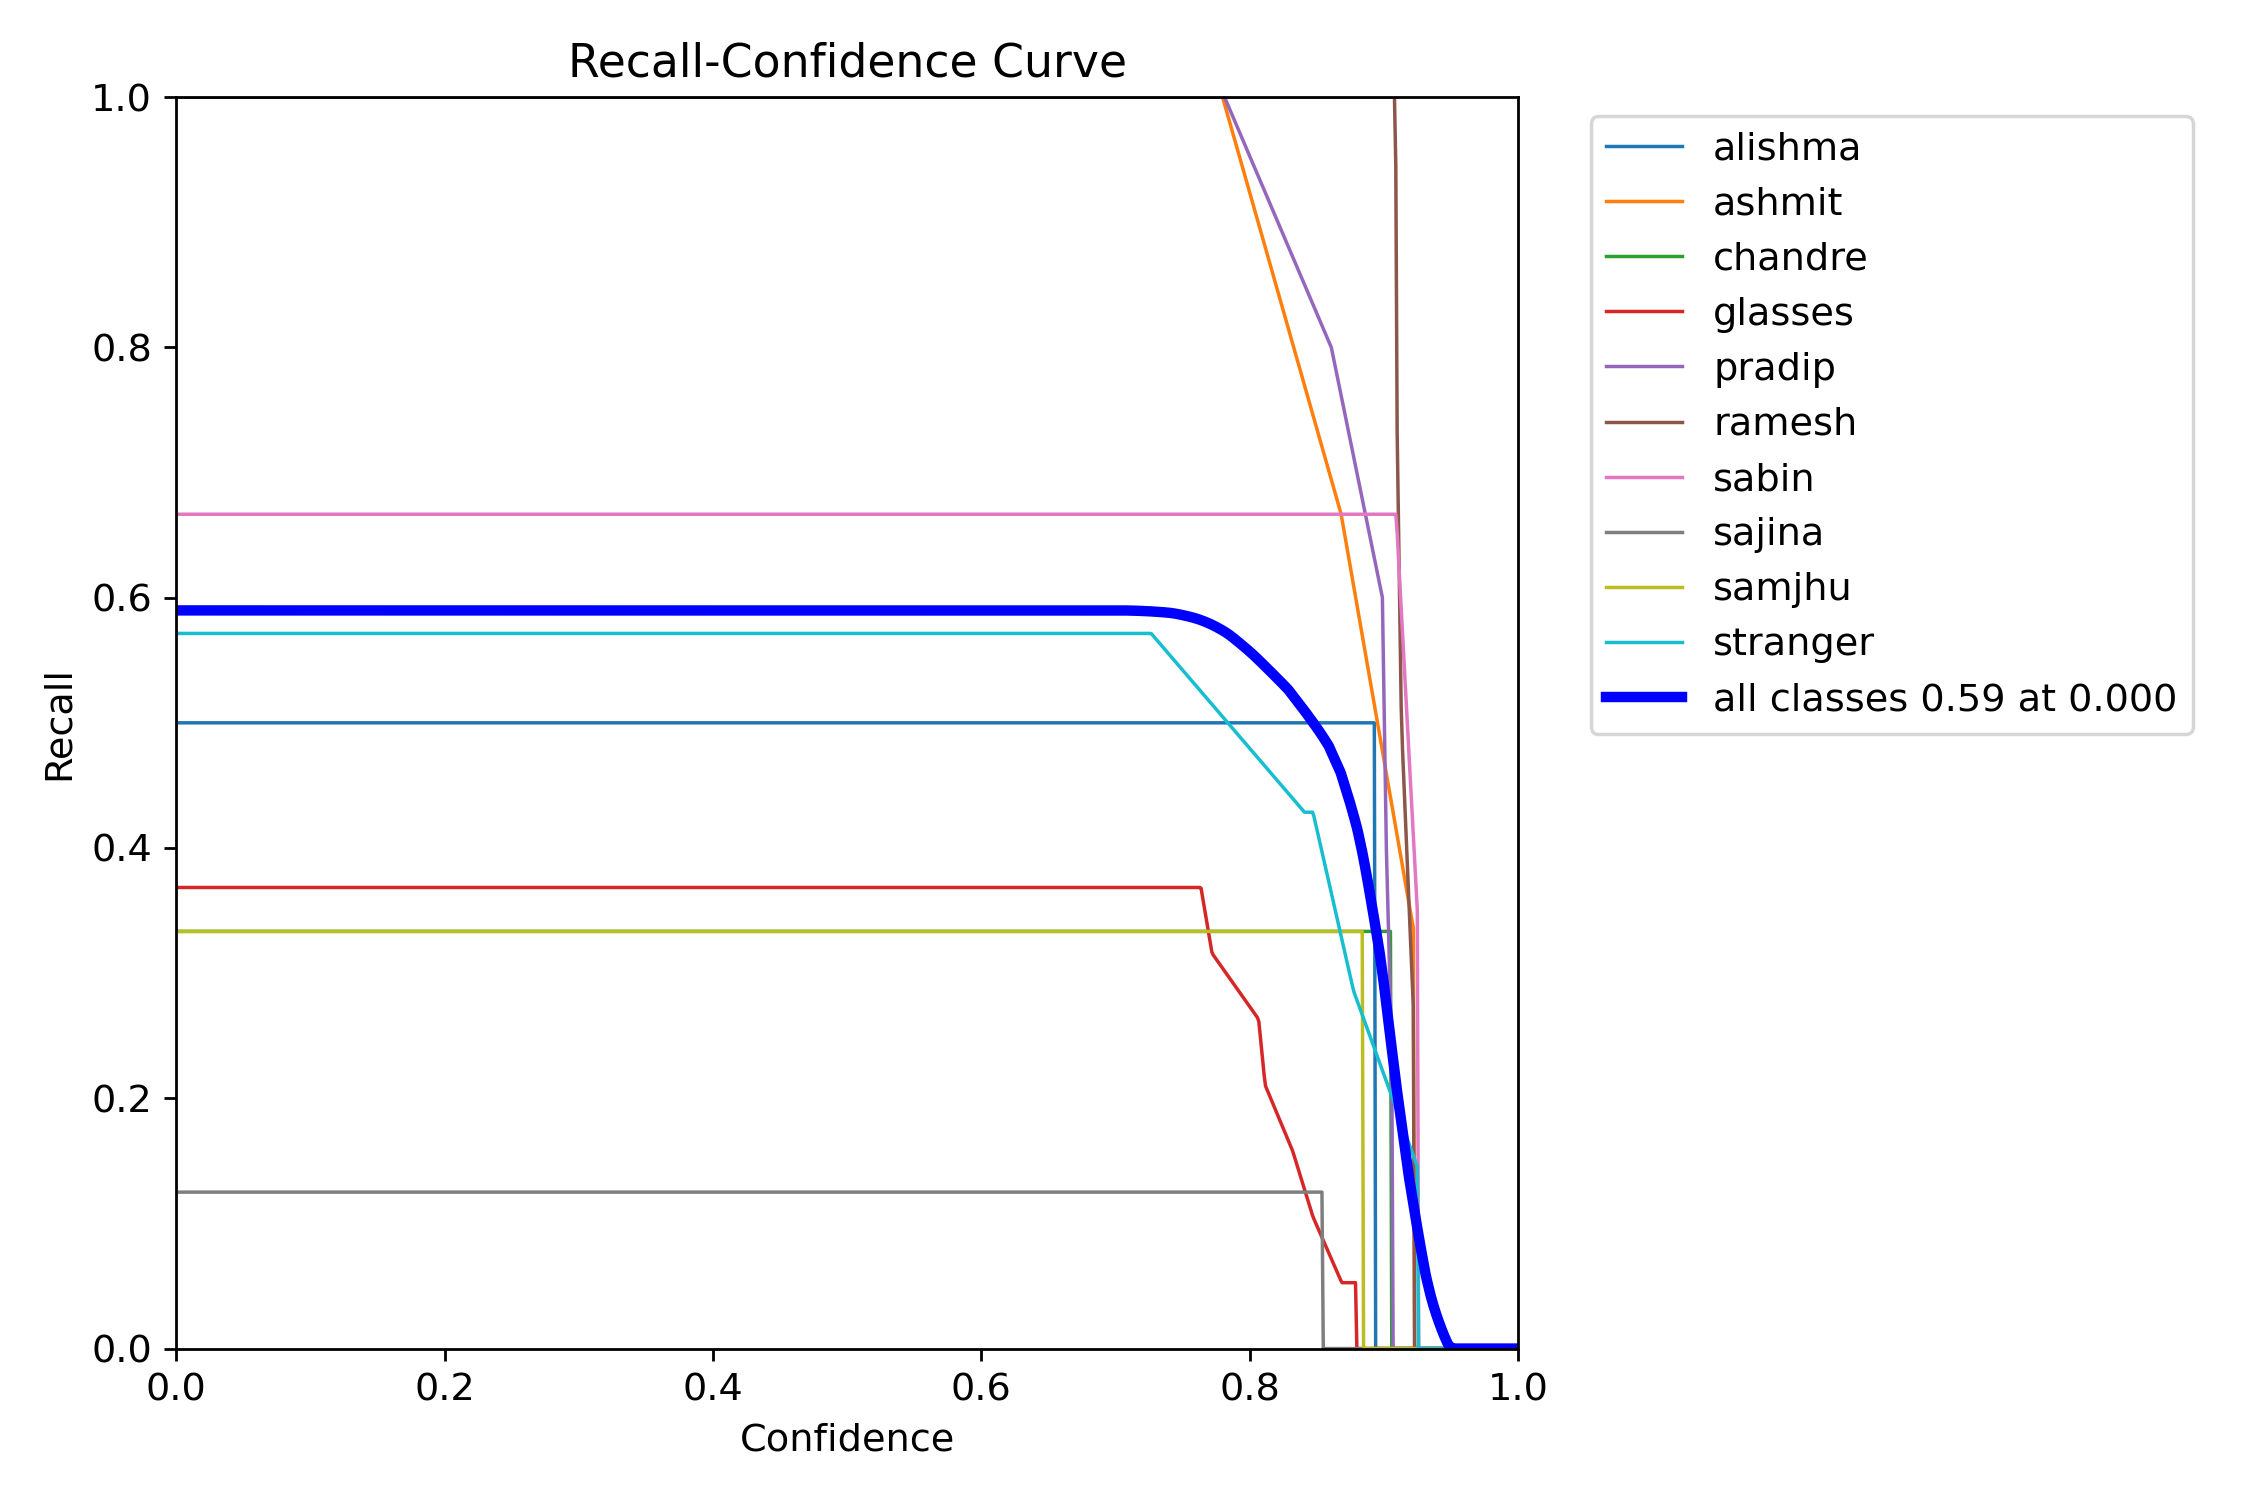 Recall-Confidence Curve
1.0
0.8
0.6
0.4
0.2
0.0
Recall
0.0 0.2 0.4 0.6 0.8 1.0
Confidence
alishma
ashmit
chandre
glasses
pradip
ramesh
sabin
sajina
samjhu
stranger
all classes 0.59 at 0.000